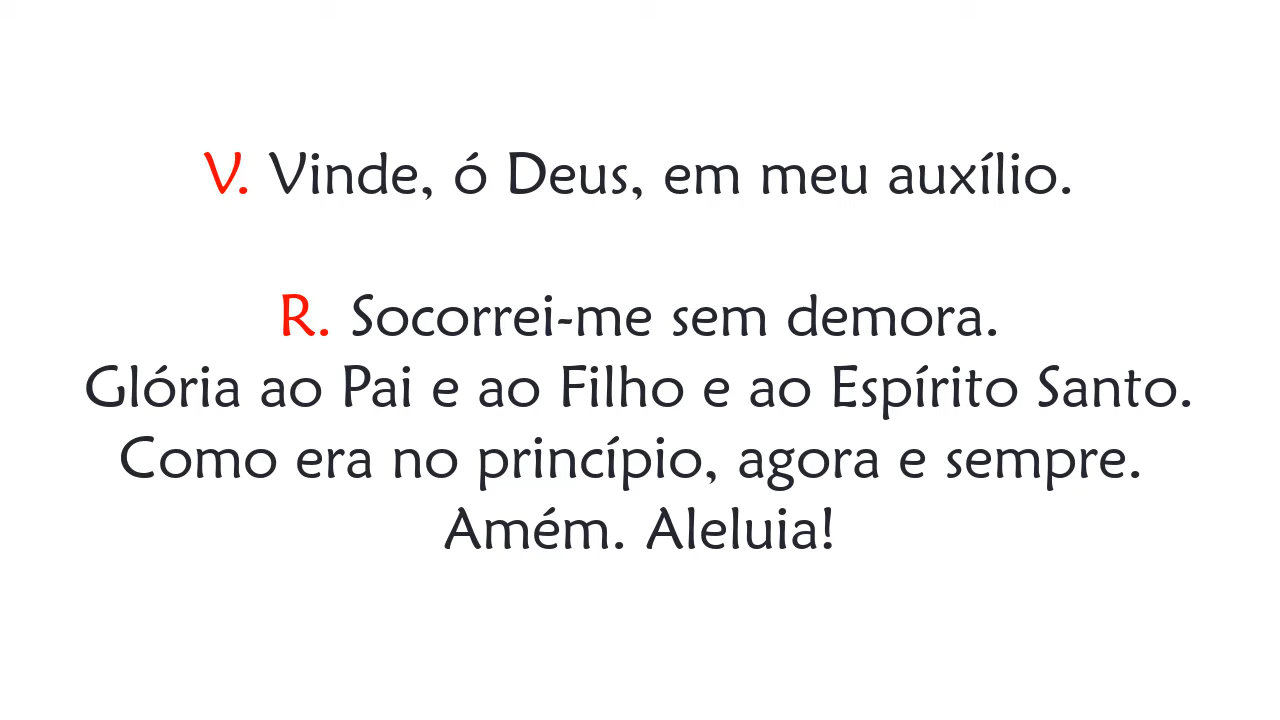 V. Vinde, ó Deus, em meu auxílio.
R. Socorrei-me sem demora.
Glória ao Pai e ao Filho e ao Espírito Santo.
Como era no princípio, agora e sempre.
Amém. Aleluia!